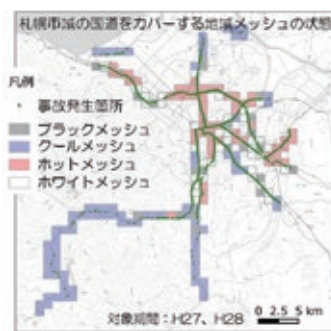 札幌市域の国道をカバーする地域メッシュの状態
凡例
事故発生箇所
ブラックメッシュ
クールメッシュ
ホットメッシュ
ホワイトメッシュ
対象期間：H27、H28
0 2.5 5 km